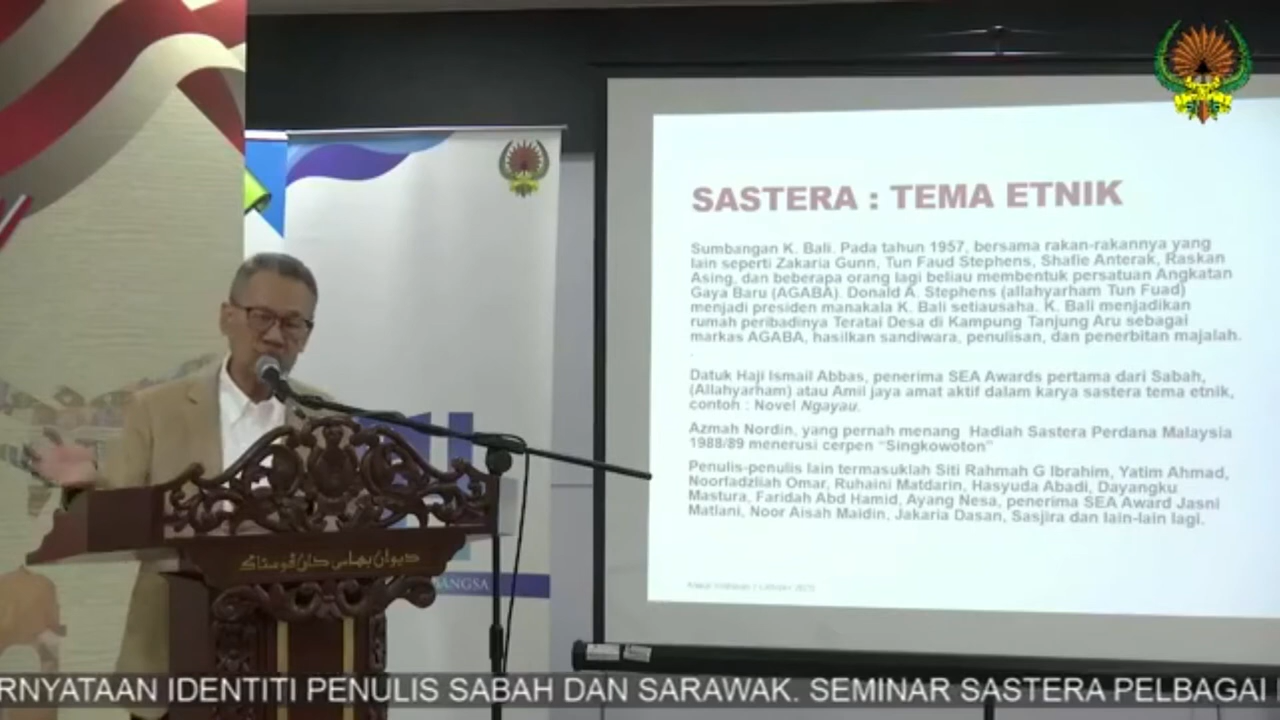 SASTERA : TEMA ETNIK
Sumbangan K. Bali. Pada tahun 1957, bersama rakan-rakannya yang
lain seperti Zakaria Gunn, Tun Faud Stephens, Shafie Anterak, Raskan
Asing, dan beberapa orang lagi beliau membentuk persatuan Angkatan
Gaya Baru (AGABA). Donald A. Stephens (allahyarham Tun Fuad)
menjadi presiden manakala K. Bali setiausaha. K. Bali menjadikan
rumah peribadinya Teratai Desa di Kampung Tanjung Aru sebagai
markas AGABA, hasilkan sandiwara, penulisan, dan penerbitan majalah.
.
Datuk Haji Ismail Abbas, penerima SEA Awards pertama dari Sabah,
(Allahyarham) atau Amil jaya amat aktif dalam karya sastera tema etnik,
contoh : Novel Ngayau.
Azmah Nordin, yang pernah menang Hadiah Sastera Perdana Malaysia
1988/89 menerusi cerpen “Singkowoton”
Penulis-penulis lain termasuklah Siti Rahmah G Ibrahim, Yatim Ahmad,
Noorfadzliah Omar, Ruhaini Matdarin, Hasyuda Abadi, Dayangku
Mastura, Faridah Abd Hamid, Ayang Nesa, penerima SEA Award Jasni
Matlani, Noor Aisah Maidin, Jakaria Dasan, Sasjira dan lain-lain lagi.
ديوان بهاس دان ڤوستاک
BANGSA
RNYATAAN IDENTITI PENULIS SABAH DAN SARAWAK. SEMINAR SASTERA PELBAGAI